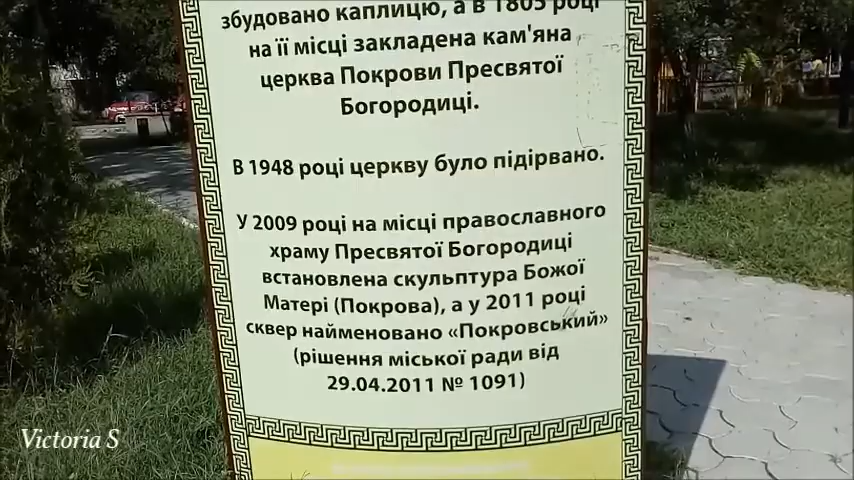 збудовано каплицю, а в 1805 році
на її місці закладена кам'яна
церква Покрови Пресвятої
Богородиці.
В 1948 році церкву було підірвано.
У 2009 році на місці православного
храму Пресвятої Богородиці
встановлена скульптура Божої
Матері (Покрова), а у 2011 році
сквер найменовано «Покровський»
(рішення міської ради від
29.04.2011 № 1091)
Victoria S